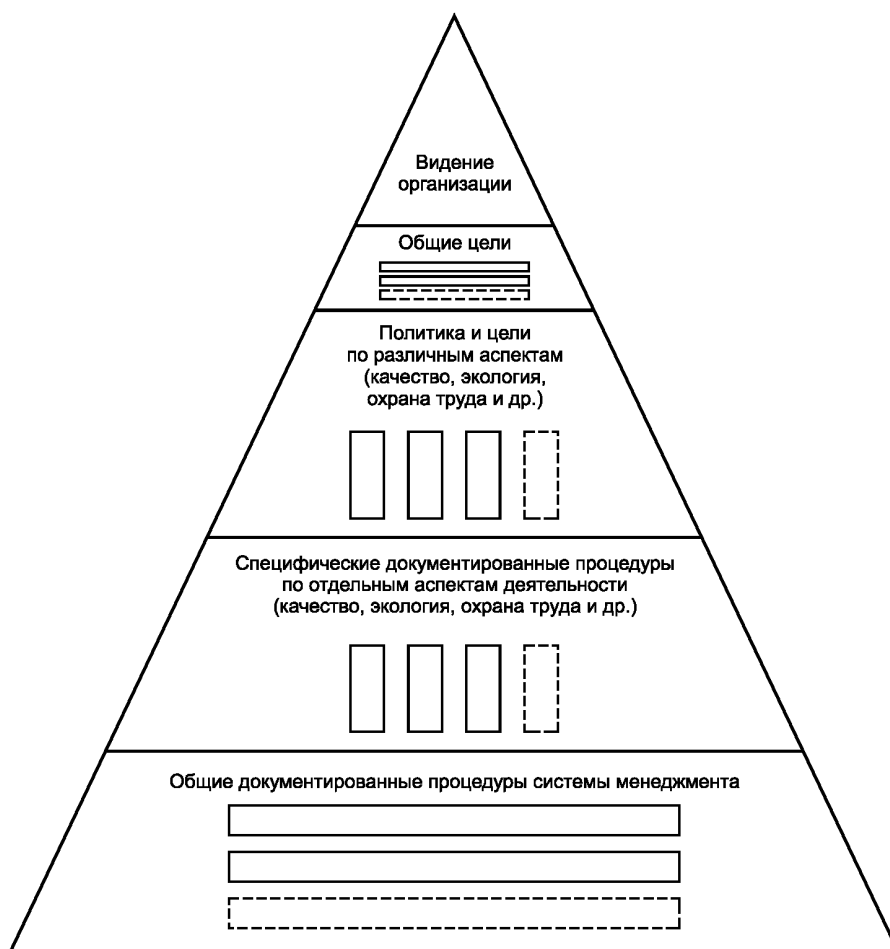 Видение
организации
Общие цели
Политика и цели
по различным аспектам
(качество, экология,
охрана труда и др.)
Специфические документированные процедуры
по отдельным аспектам деятельности
(качество, экология, охрана труда и др.)
Общие документированные процедуры системы менеджмента